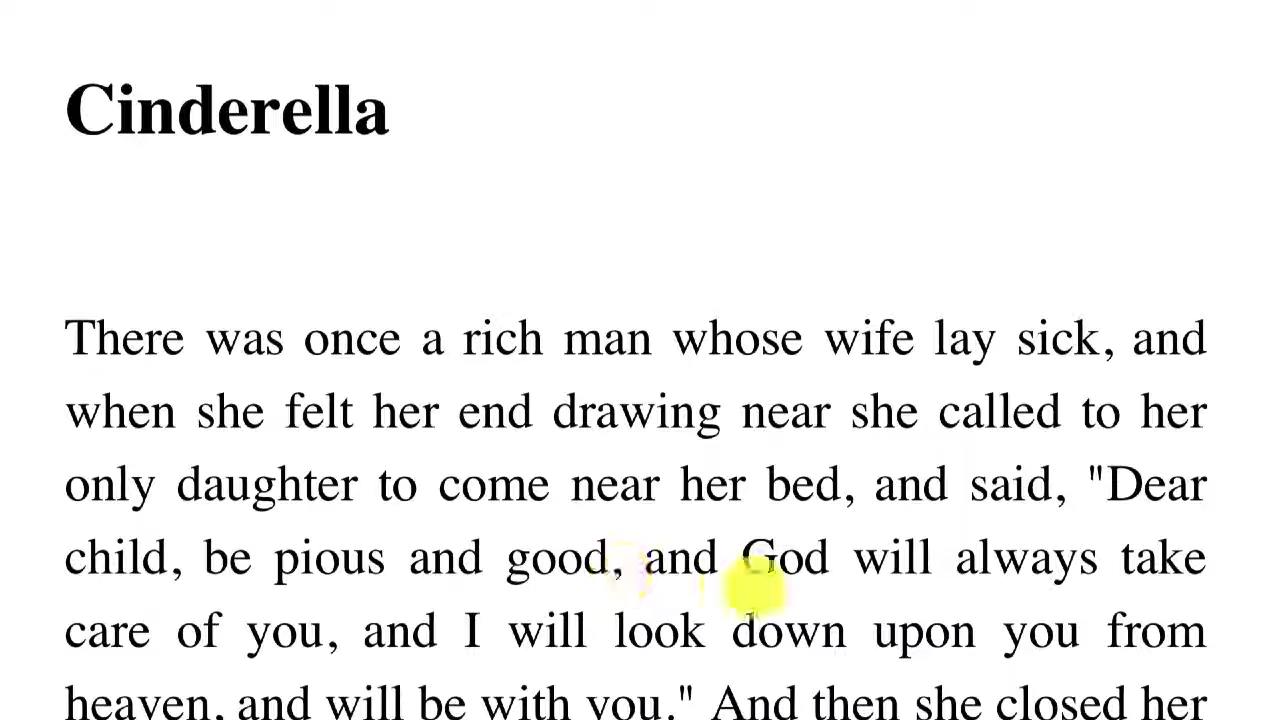 Cinderella
There was once a rich man whose wife lay sick, and
when she felt her end drawing near she called to her
only daughter to come near her bed, and said, "Dear
child, be pious and good, and God will always take
care of you, and I will look down upon you from
heaven, and will be with you." And then she closed her